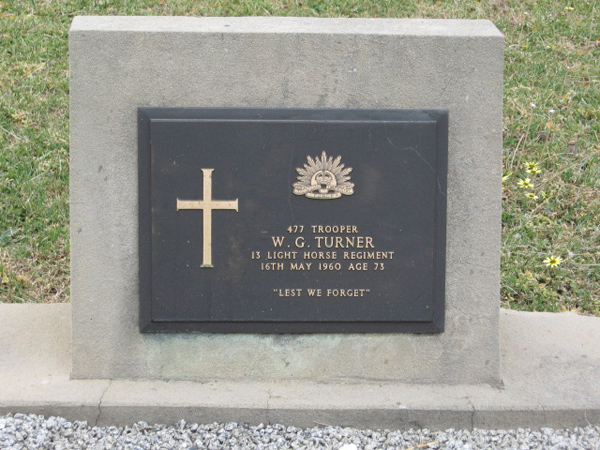 477 TROOPER
W. G. TURNER
13 LIGHT HORSE REGIMENT
16TH MAY 1960 AGE 73
"LEST WE FORGET"